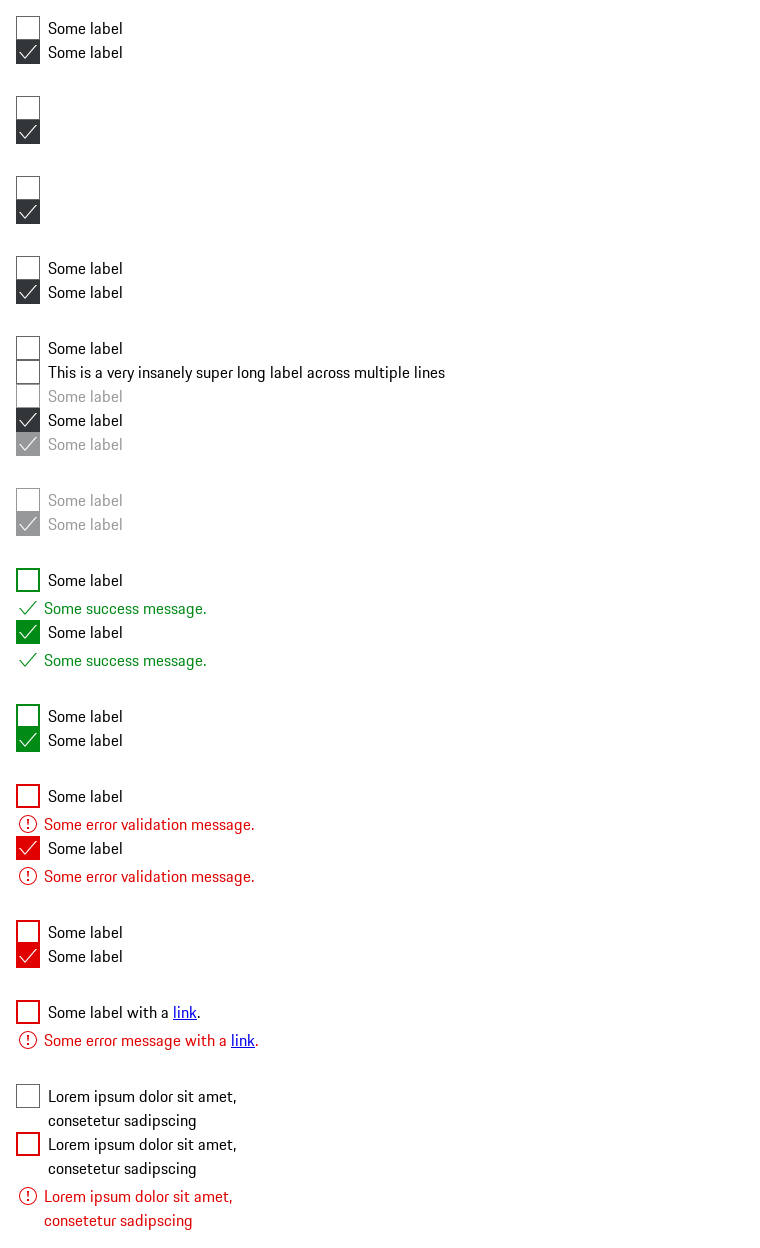 Some label
Some label
Some label
Some label
Some label
This is a very insanely super long label across multiple lines
Some label
Some label
Some label
Some label
Some label
Some label
Some success message.
Some label
Some success message.
Some label
Some label
Some label
Some error validation message.
Some label
Some error validation message.
Some label
Some label
Some label with a link.
Some error message with a link.
Lorem ipsum dolor sit amet,
consetetur sadipscing
Lorem ipsum dolor sit amet,
consetetur sadipscing
Lorem ipsum dolor sit amet,
consetetur sadipscing